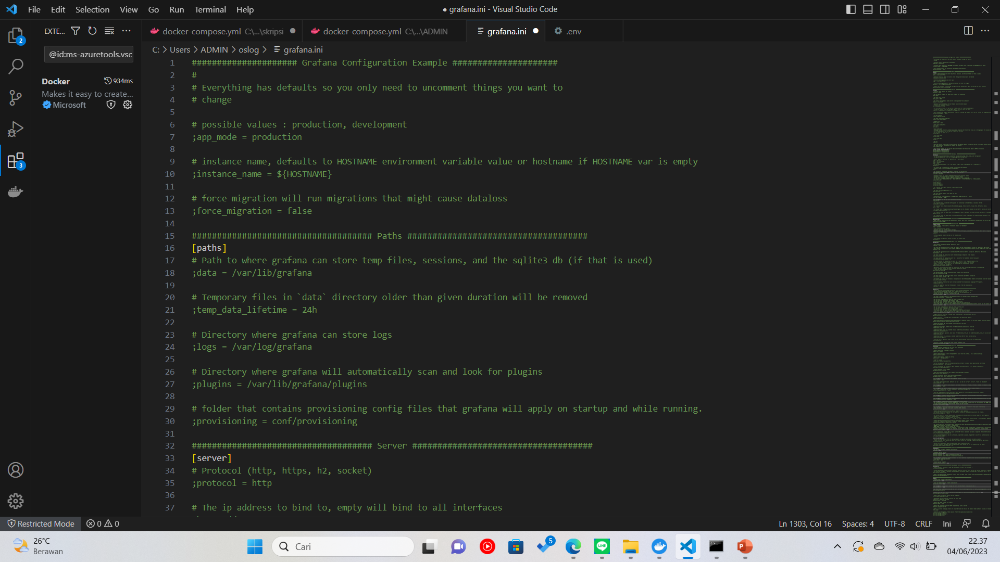 File Edit Selection View Go Run Terminal Help
● grafana.ini - Visual Studio Code
EXTE...
docker-compose.yml C:\...\skripsi
docker-compose.yml C:\...\ADMIN
grafana.ini
.env
@id:ms-azuretools.vsc
Docker 934ms
Makes it easy to create...
Microsoft
2
3
C: > Users > ADMIN > oslog > grafana.ini
1 ##################### Grafana Configuration Example #####################
2 #
3 # Everything has defaults so you only need to uncomment things you want to
4 # change
5
6 # possible values : production, development
7 ;app_mode = production
8
9 # instance name, defaults to HOSTNAME environment variable value or hostname if HOSTNAME var is empty
10 ;instance_name = ${HOSTNAME}
11
12 # force migration will run migrations that might cause dataloss
13 ;force_migration = false
14
15 #################################### Paths ####################################
16 [paths]
17 # Path to where grafana can store temp files, sessions, and the sqlite3 db (if that is used)
18 ;data = /var/lib/grafana
19
20 # Temporary files in `data` directory older than given duration will be removed
21 ;temp_data_lifetime = 24h
22
23 # Directory where grafana can store logs
24 ;logs = /var/log/grafana
25
26 # Directory where grafana will automatically scan and look for plugins
27 ;plugins = /var/lib/grafana/plugins
28
29 # folder that contains provisioning config files that grafana will apply on startup and while running.
30 ;provisioning = conf/provisioning
31
32 #################################### Server ####################################
33 [server]
34 # Protocol (http, https, h2, socket)
35 ;protocol = http
36
37 # The ip address to bind to, empty will bind to all interfaces
Restricted Mode 0 0
Ln 1303, Col 16 Spaces: 4 UTF-8 CRLF Ini
26°C
Berawan
Cari
5
LINE
P
22.37
04/06/2023